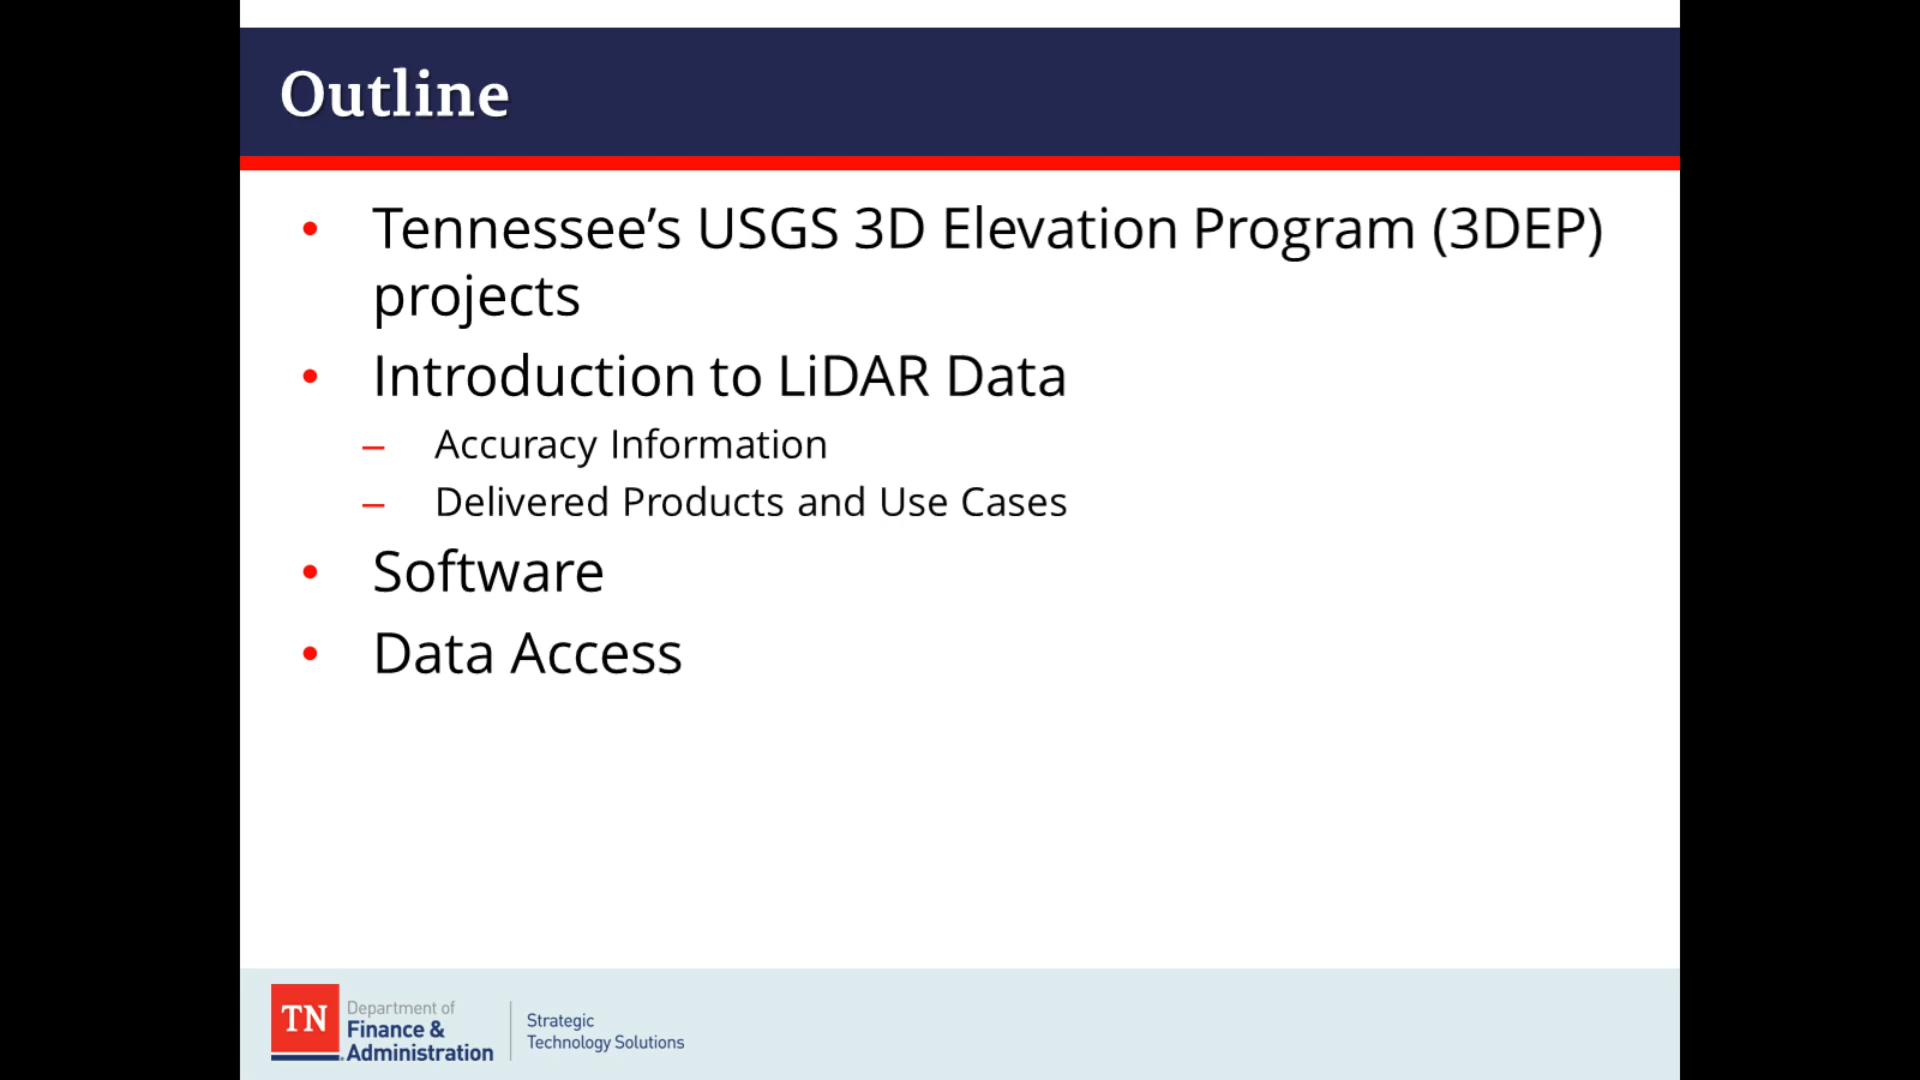 Outline
• Tennessee’s USGS 3D Elevation Program (3DEP)
projects
• Introduction to LiDAR Data
– Accuracy Information
– Delivered Products and Use Cases
• Software
• Data Access
TN
Department of
Finance &
Administration
Strategic
Technology Solutions